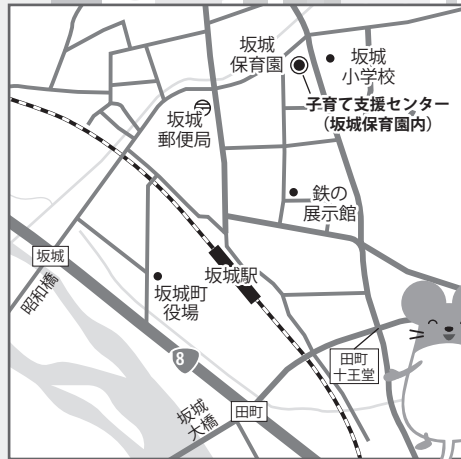 坂城
保育園
坂城
小学校
子育て支援センター
(坂城保育園内)
坂城
郵便局
鉄の
展示館
坂城
昭和橋
坂城駅
坂城町
役場
8
田町
十王堂
坂城
大橋
田町